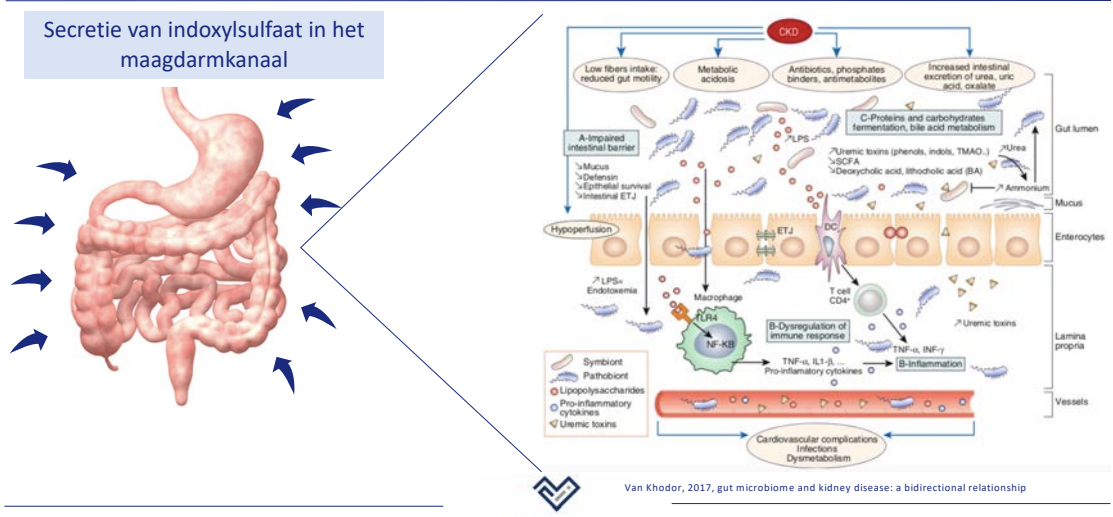 Secretie van indoxylsulfaat in het
maagdarmkanaal
CKD
Low fibers intake:
reduced gut motility
Metabolic
acidosis
Antibiotics, phosphates
binders, antimetabolites
Increased intestinal
excretion of urea, uric
acid, oxalate
A-Impaired
intestinal barrier
↘Mucus
↘Defensin
↘Epithelial survival
↘Intestinal ETJ
↗LPS
C-Proteins and carbohydrates
fermentation, bile acid metabolism
↗Uremic toxins (phenols, indols, TMAO..)
↘SCFA
↘Deoxycholic acid, lithocholic acid (BA)
↗Urea
↗ Ammonium
Gut lumen
Mucus
Hypoperfusion
ETJ
DC
Enterocytes
↗ LPS=
Endotoxemia
Macrophage
TLR4
NF-KB
T cell
CD4+
B-Dysregulation of
immune response
↗ Uremic toxins
TNF-α, INF-γ
TNF-α, IL1-β, ...
Pro-inflamatory cytokines
B-Inflammation
Lamina
propria
Symbiont
Pathobiont
Lipopolysaccharides
Pro-inflammatory
cytokines
Uremic toxins
Vessels
Cardiovascular complications
Infections
Dysmetabolism
Van Khodor, 2017, gut microbiome and kidney disease: a bidirectional relationship